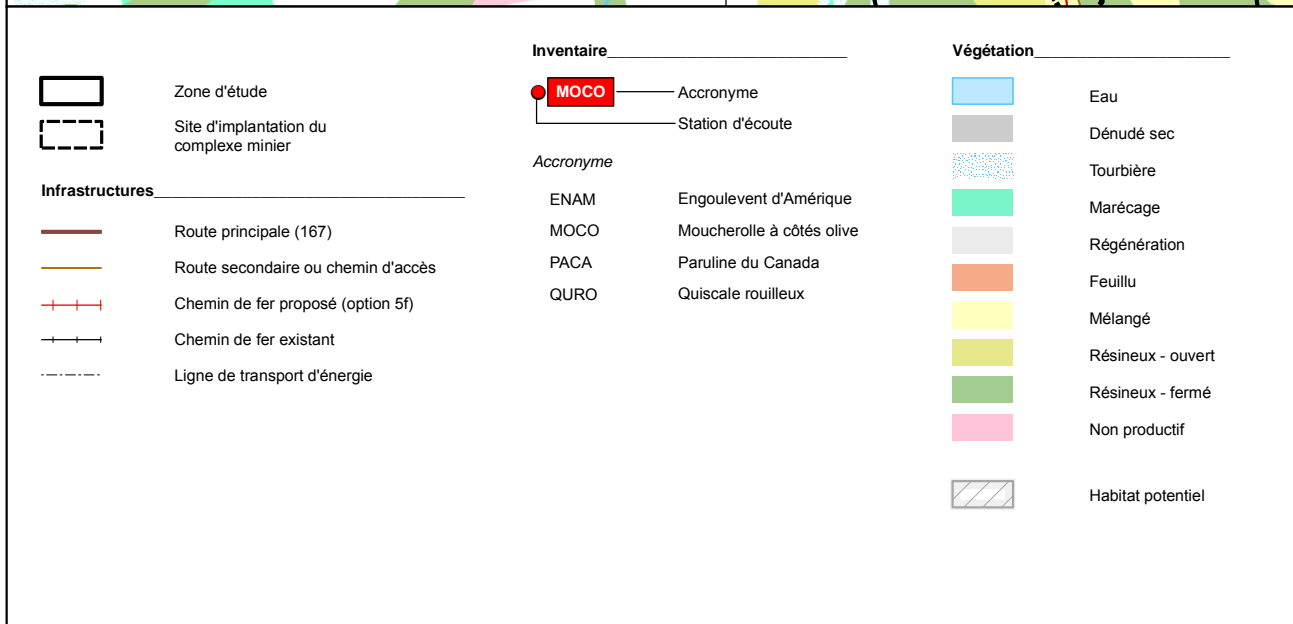 Zone d'étude
Site d'implantation du
complexe minier
Infrastructures
Route principale (167)
Route secondaire ou chemin d'accès
Chemin de fer proposé (option 5f)
Chemin de fer existant
Ligne de transport d'énergie
Inventaire
MOCO Accronyme
Station d'écoute
Accronyme
ENAM Engoulevent d'Amérique
MOCO Moucherolle à côtés olive
PACA Paruline du Canada
QURO Quiscale rouilleux
Végétation
Eau
Dénudé sec
Tourbière
Marécage
Régénération
Feuillu
Mélangé
Résineux - ouvert
Résineux - fermé
Non productif
Habitat potentiel